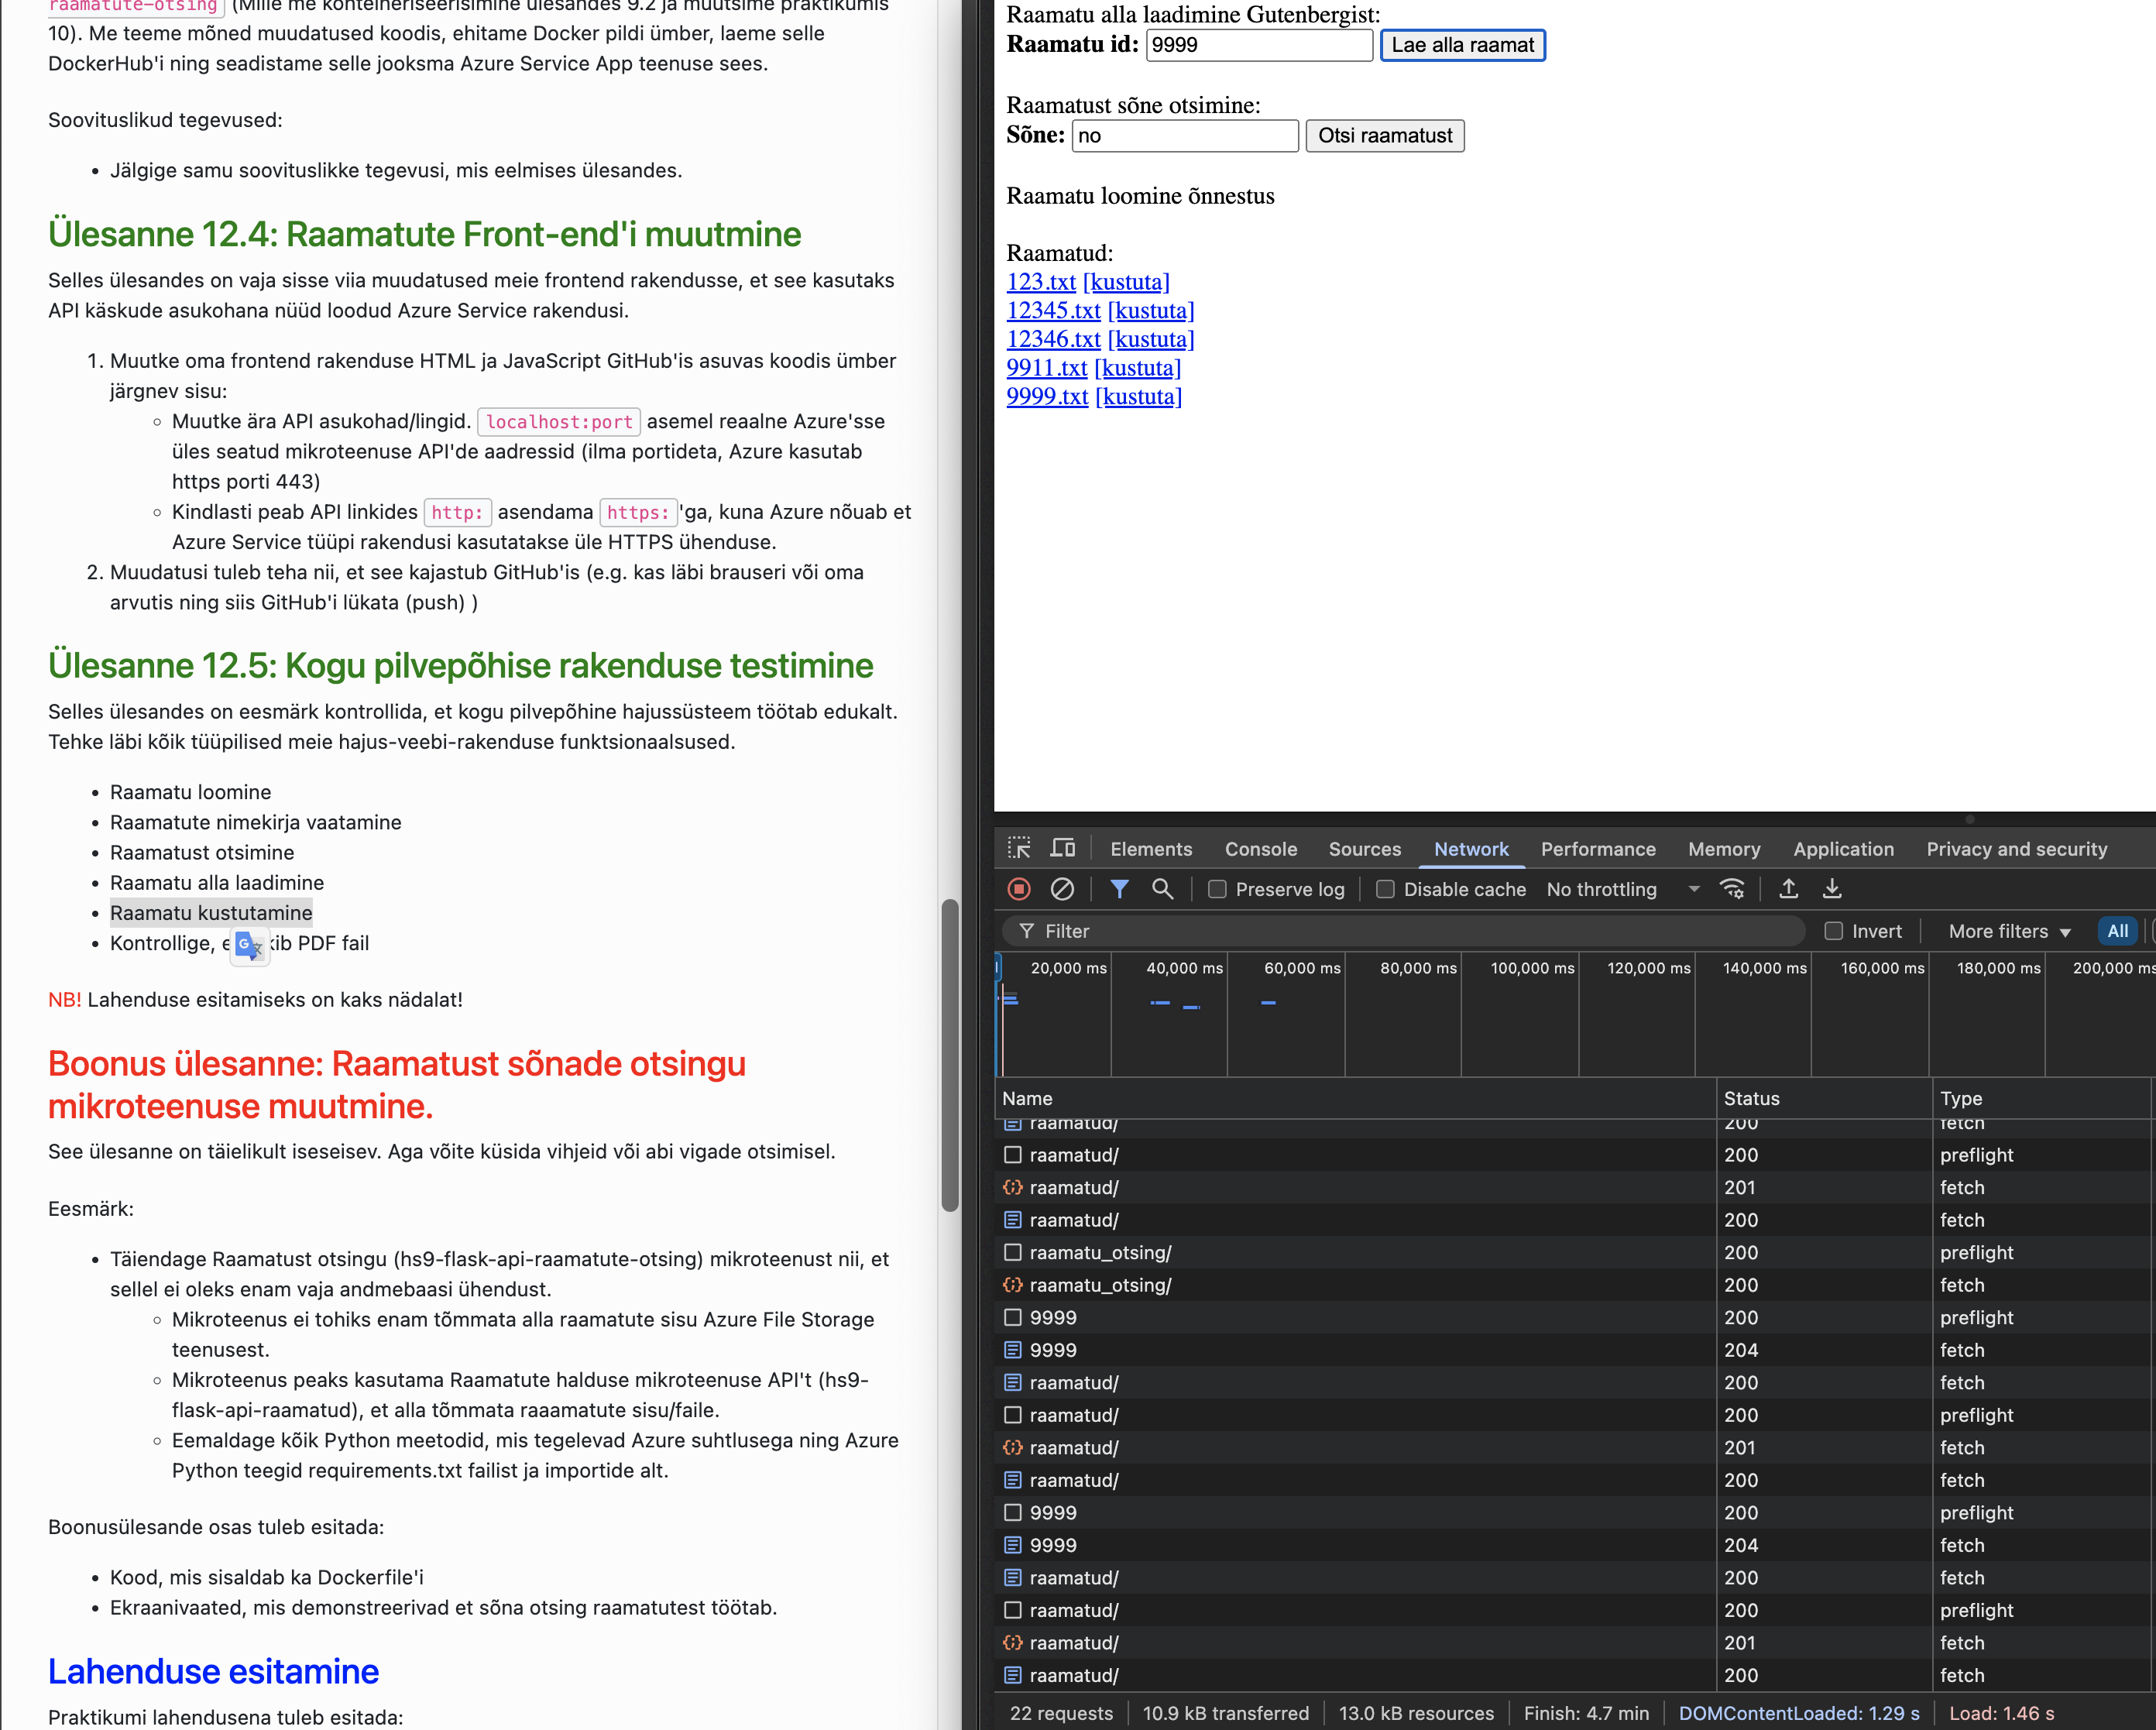 raamatute-otsing (Mille me konteineriseerisimine ülesandes 9.2 ja muutsime praktikumis
10). Me teeme mõned muudatused koodis, ehitame Docker pildi ümber, laeme selle
DockerHub'i ning seadistame selle jooksma Azure Service App teenuse sees.
Soovituslikud tegevused:
• Jälgige samu soovituslikke tegevusi, mis eelmises ülesandes.
Ülesanne 12.4: Raamatute Front-end'i muutmine
Selles ülesandes on vaja sisse viia muudatused meie frontend rakendusse, et see kasutaks
API käskude asukohana nüüd loodud Azure Service rakendusi.
1. Muutke oma frontend rakenduse HTML ja JavaScript GitHub'is asuvas koodis ümber
järgnev sisu:
◦ Muutke ära API asukohad/lingid. localhost:port asemel reaalne Azure'sse
üles seatud mikroteenuse API'de aadressid (ilma portideta, Azure kasutab
https porti 443)
◦ Kindlasti peab API linkides http: asendama https: 'ga, kuna Azure nõuab et
Azure Service tüüpi rakendusi kasutatakse üle HTTPS ühenduse.
2. Muudatusi tuleb teha nii, et see kajastub GitHub'is (e.g. kas läbi brauseri või oma
arvutis ning siis GitHub'i lükata (push) )
Ülesanne 12.5: Kogu pilvepõhise rakenduse testimine
Selles ülesandes on eesmärk kontrollida, et kogu pilvepõhine hajussüsteem töötab edukalt.
Tehke läbi kõik tüüpilised meie hajus-veebi-rakenduse funktsionaalsused.
• Raamatu loomine
• Raamatute nimekirja vaatamine
• Raamatust otsimine
• Raamatu alla laadimine
• Raamatu kustutamine
• Kontrollige, e kib PDF fail
NB! Lahenduse esitamiseks on kaks nädalat!
Boonus ülesanne: Raamatust sõnade otsingu
mikroteenuse muutmine.
See ülesanne on täielikult iseseisev. Aga võite küsida vihjeid või abi vigade otsimisel.
Eesmärk:
• Täiendage Raamatust otsingu (hs9-flask-api-raamatute-otsing) mikroteenust nii, et
sellel ei oleks enam vaja andmebaasi ühendust.
◦ Mikroteenus ei tohiks enam tõmmata alla raamatute sisu Azure File Storage
teenusest.
◦ Mikroteenus peaks kasutama Raamatute halduse mikroteenuse API't (hs9-
flask-api-raamatud), et alla tõmmata raaamatute sisu/faile.
◦ Eemaldage kõik Python meetodid, mis tegelevad Azure suhtlusega ning Azure
Python teegid requirements.txt failist ja importide alt.
Boonusülesande osas tuleb esitada:
• Kood, mis sisaldab ka Dockerfile'i
• Ekraanivaated, mis demonstreerivad et sõna otsing raamatutest töötab.
Lahenduse esitamine
Praktikumi lahendusena tuleb esitada:
Raamatu alla laadimine Gutenbergist:
Raamatu id: 9999 Lae alla raamat
Raamatust sõne otsimine:
Sõne: no Otsi raamatust
Raamatu loomine õnnestus
Raamatud:
123.txt [kustuta]
12345.txt [kustuta]
12346.txt [kustuta]
9911.txt [kustuta]
9999.txt [kustuta]
Elements Console Sources Network Performance Memory Application Privacy and security
Preserve log Disable cache No throttling
Filter Invert More filters All
20,000 ms 40,000 ms 60,000 ms 80,000 ms 100,000 ms 120,000 ms 140,000 ms 160,000 ms 180,000 ms 200,000 ms
Name Status Type
raamatud/ 200 fetch
raamatud/ 200 preflight
raamatud/ 201 fetch
raamatud/ 200 fetch
raamatu_otsing/ 200 preflight
raamatu_otsing/ 200 fetch
9999 200 preflight
9999 204 fetch
raamatud/ 200 fetch
raamatud/ 200 preflight
raamatud/ 201 fetch
raamatud/ 200 fetch
9999 200 preflight
9999 204 fetch
raamatud/ 200 fetch
raamatud/ 200 preflight
raamatud/ 201 fetch
raamatud/ 200 fetch
22 requests 10.9 kB transferred 13.0 kB resources Finish: 4.7 min DOMContentLoaded: 1.29 s Load: 1.46 s